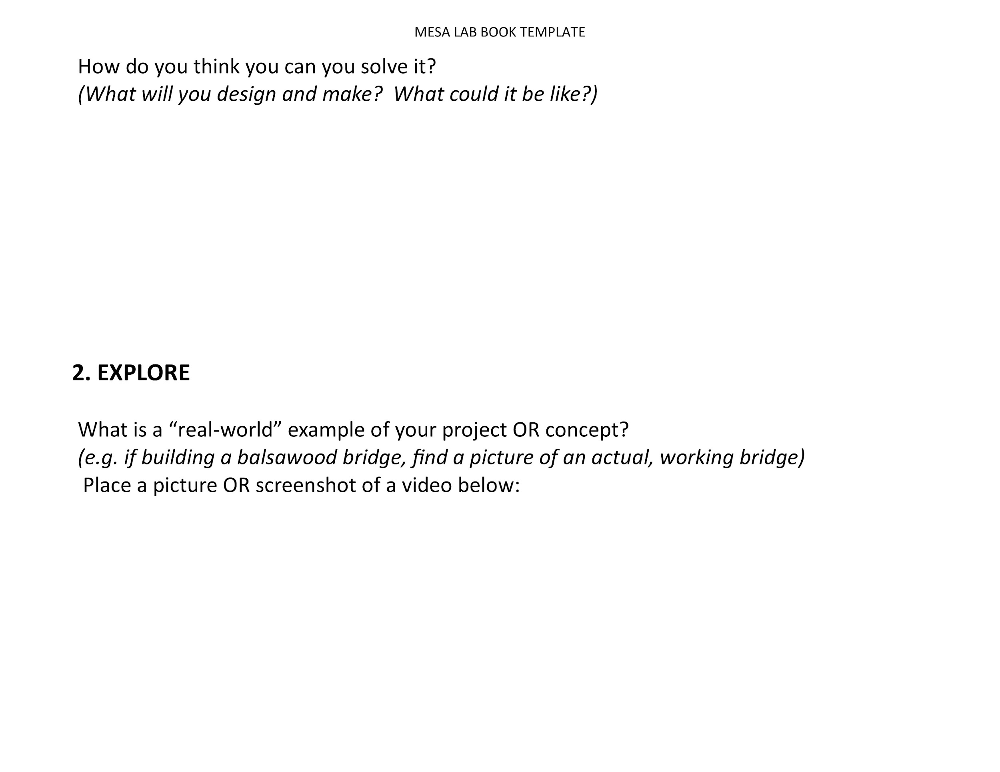 MESA LAB BOOK TEMPLATE
How do you think you can you solve it?
(What will you design and make?  What could it be like?)
2. EXPLORE
What is a “real-world” example of your project OR concept?
(e.g. if building a balsawood bridge, find a picture of an actual, working bridge)
Place a picture OR screenshot of a video below: